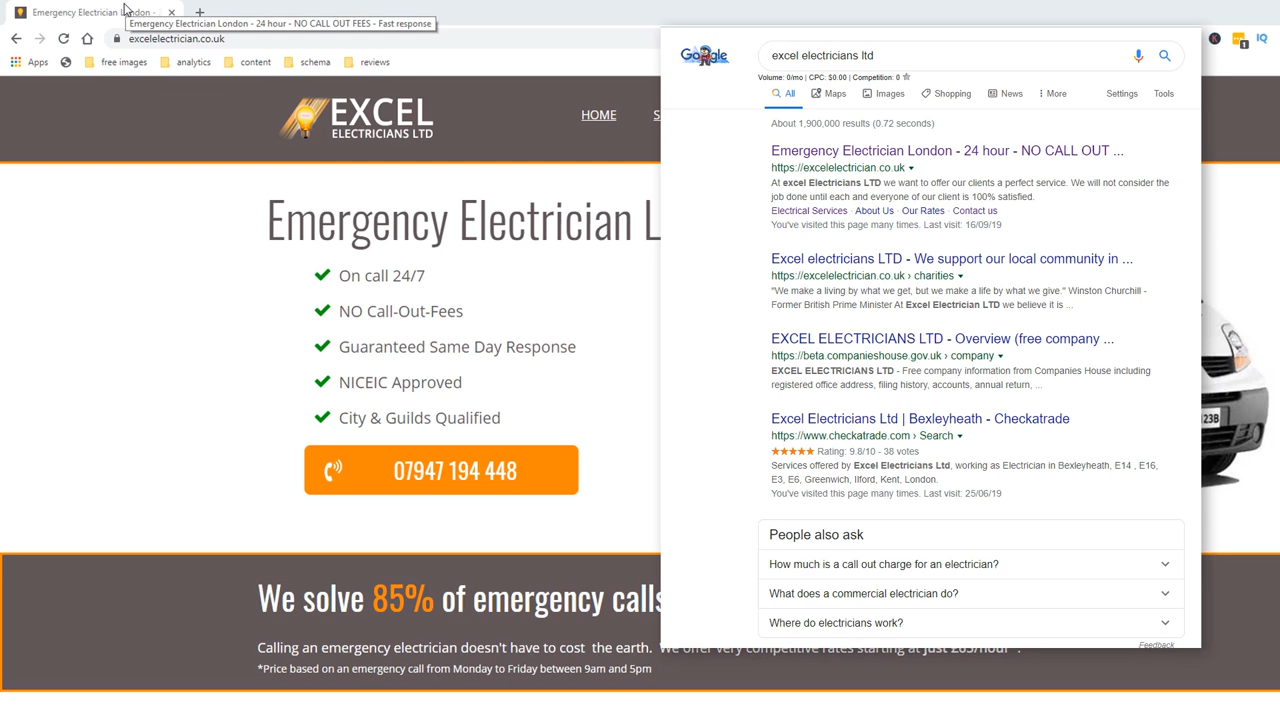 Emergency Electrician London -
Emergency Electrician London - 24 hour - NO CALL OUT FEES - Fast response
excelelectrician.co.uk
Apps
free images
analytics
content
schema
reviews
K
1
IQ
EXCEL
ELECTRICIANS LTD
HOME
S
Emergency Electrician L
On call 24/7
NO Call-Out-Fees
Guaranteed Same Day Response
NICEIC Approved
City & Guilds Qualified
07947 194 448
23B
We solve 85% of emergency calls
Calling an emergency electrician doesn't have to cost the earth. We offer very competitive rates starting at just £65/hour*.
*Price based on an emergency call from Monday to Friday between 9am and 5pm
Google
excel electricians ltd
Volume: 0/mo | CPC: $0.00 | Competition: 0
All
Maps
Images
Shopping
News
More
Settings
Tools
About 1,900,000 results (0.72 seconds)
Emergency Electrician London - 24 hour - NO CALL OUT ...
https://excelelectrician.co.uk
At excel Electricians LTD we want to offer our clients a perfect service. We will not consider the
job done until each and everyone of our client is 100% satisfied.
Electrical Services · About Us · Our Rates · Contact us
You've visited this page many times. Last visit: 16/09/19
Excel electricians LTD - We support our local community in ...
https://excelelectrician.co.uk › charities
"We make a living by what we get, but we make a life by what we give." Winston Churchill -
Former British Prime Minister At Excel Electrician LTD we believe it is ...
EXCEL ELECTRICIANS LTD - Overview (free company ...
https://beta.companieshouse.gov.uk › company
EXCEL ELECTRICIANS LTD - Free company information from Companies House including
registered office address, filing history, accounts, annual return, ...
Excel Electricians Ltd | Bexleyheath - Checkatrade
https://www.checkatrade.com › Search
Rating: 9.8/10 - 38 votes
Services offered by Excel Electricians Ltd, working as Electrician in Bexleyheath, E14 , E16,
E3, E6, Greenwich, Ilford, Kent, London.
You've visited this page many times. Last visit: 25/06/19
People also ask
How much is a call out charge for an electrician?
What does a commercial electrician do?
Where do electricians work?
Feedback